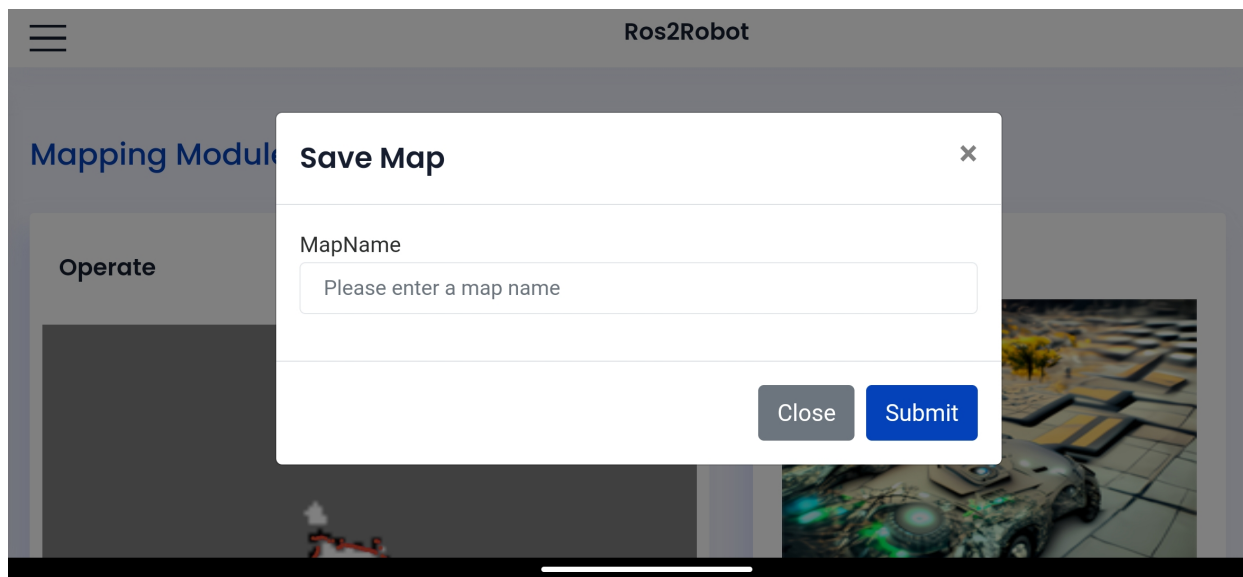 Ros2Robot
Mapping Module
Save Map
×
MapName
Please enter a map name
Operate
Close
Submit